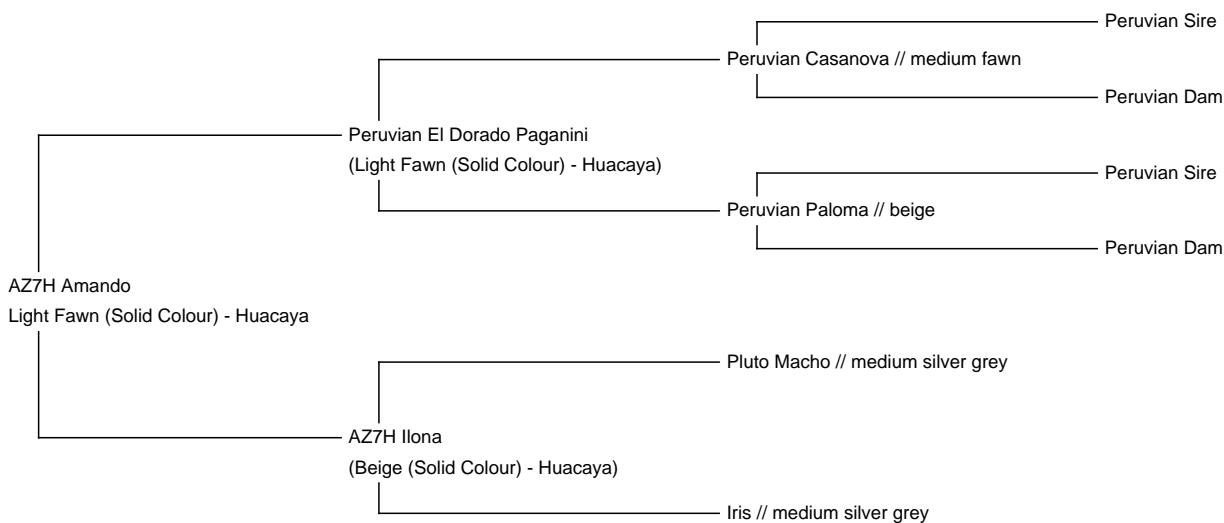 Peruvian Sire
Peruvian Casanova // medium fawn
Peruvian Dam
Peruvian El Dorado Paganini
(Light Fawn (Solid Colour) - Huacaya)
Peruvian Sire
Peruvian Paloma // beige
Peruvian Dam
AZ7H Amando
Light Fawn (Solid Colour) - Huacaya
Pluto Macho // medium silver grey
AZ7H Ilona
(Beige (Solid Colour) - Huacaya)
Iris // medium silver grey